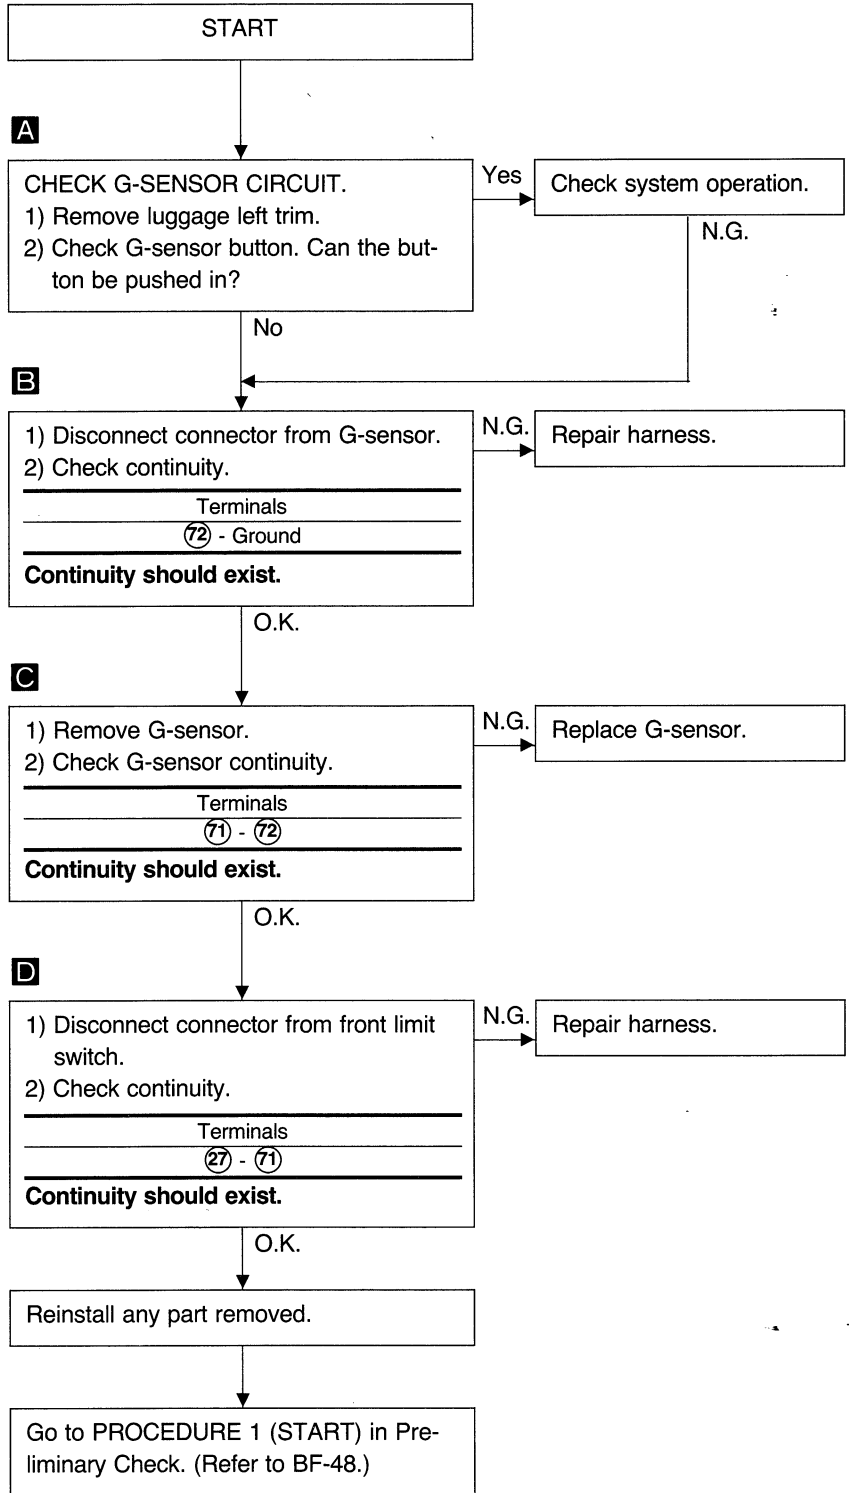 START
A
CHECK G-SENSOR CIRCUIT.
1) Remove luggage left trim.
2) Check G-sensor button. Can the but-
ton be pushed in?
Yes
Check system operation.
N.G.
No
B
1) Disconnect connector from G-sensor.
2) Check continuity.
Terminals
72 - Ground
Continuity should exist.
N.G.
Repair harness.
O.K.
C
1) Remove G-sensor.
2) Check G-sensor continuity.
Terminals
71 - 72
Continuity should exist.
N.G.
Replace G-sensor.
O.K.
D
1) Disconnect connector from front limit
switch.
2) Check continuity.
Terminals
27 - 71
Continuity should exist.
N.G.
Repair harness.
O.K.
Reinstall any part removed.
Go to PROCEDURE 1 (START) in Pre-
liminary Check. (Refer to BF-48.)